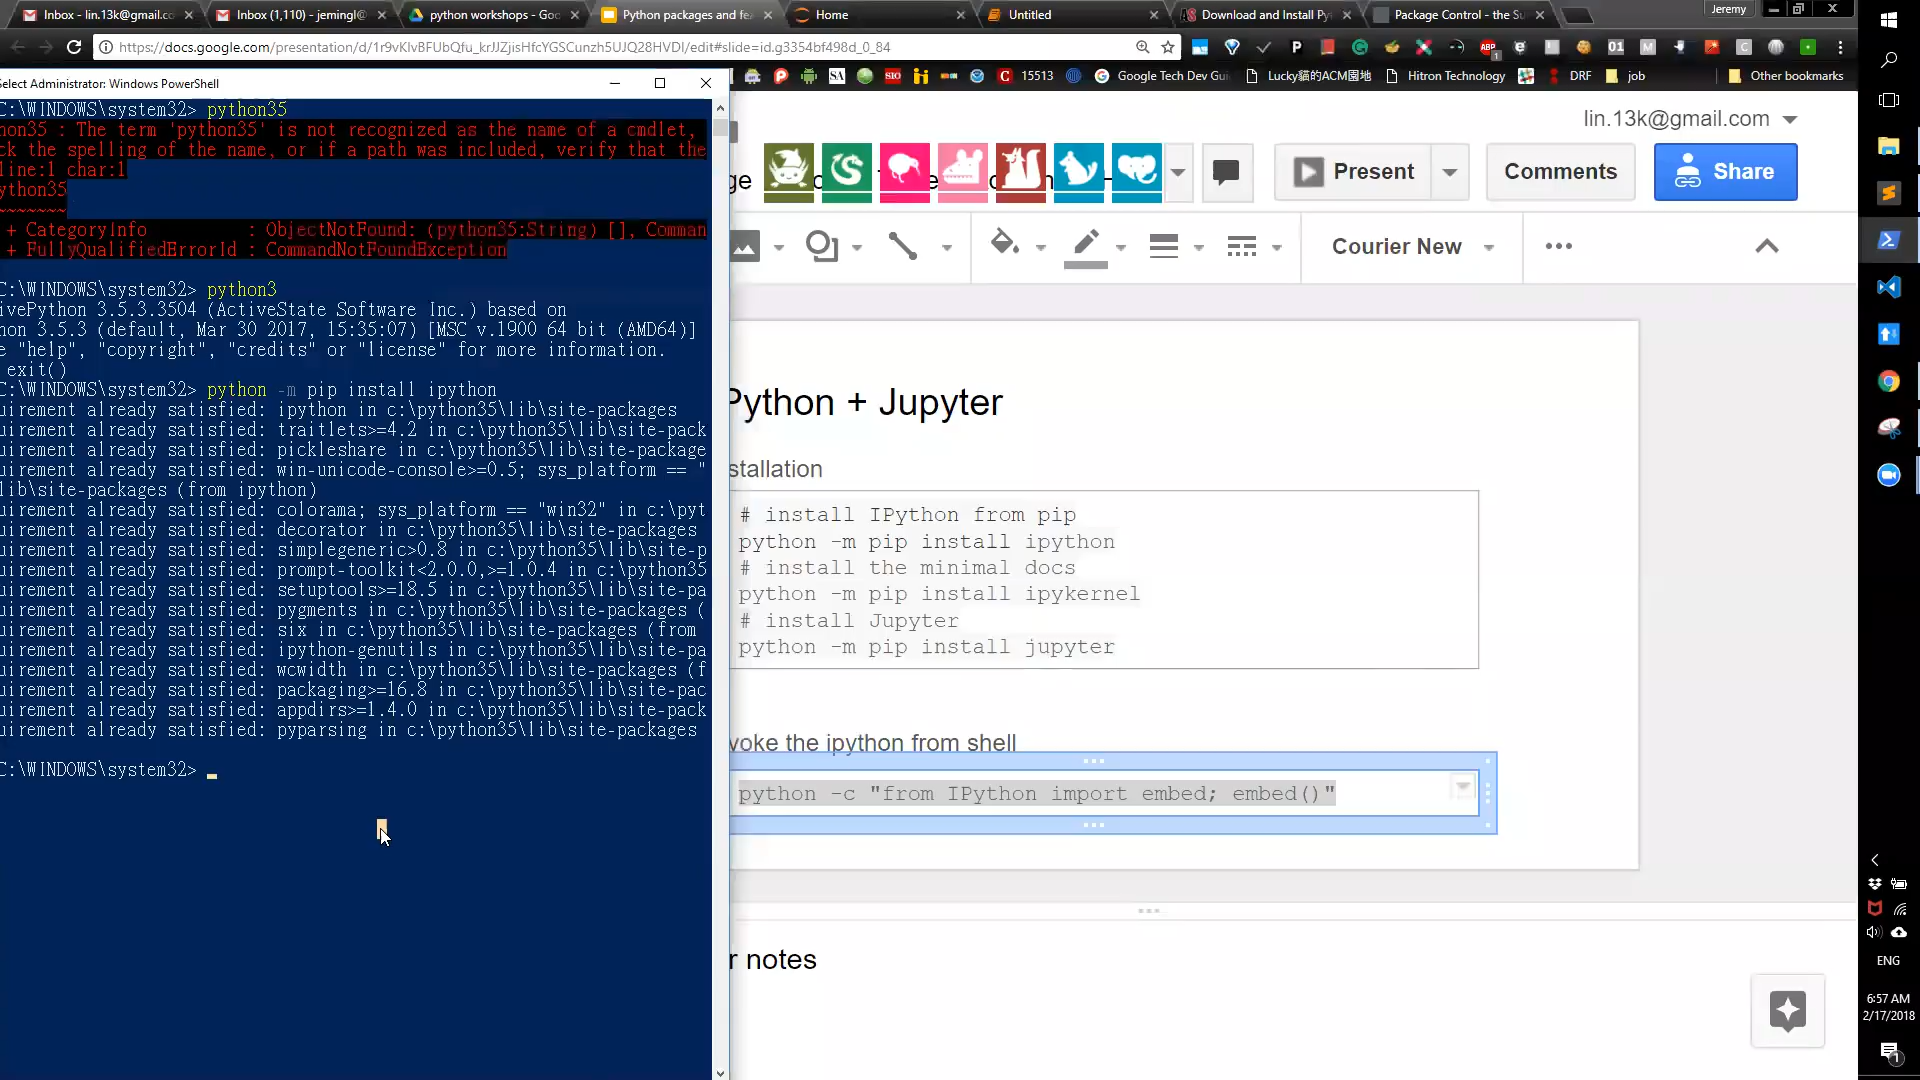 Inbox - lin.13k@gmail.co
Inbox (1,110) - jemingl@
python workshops - Goo
Python packages and fe
Home
Untitled
Download and Install Py
Package Control - the Su
Jeremy
https://docs.google.com/presentation/d/1r9vKlvBFUbQfu_krJJZjisHfcYGSCunzh5UJQ28HVDI/edit#slide=id.g3354bf498d_0_84
15513
Google Tech Dev Gui
Lucky貓的ACM園地
Hitron Technology
DRF
job
Other bookmarks
Select Administrator: Windows PowerShell
C:\WINDOWS\system32> python35
hon35 : The term 'python35' is not recognized as the name of a cmdlet,
ck the spelling of the name, or if a path was included, verify that the
line:1 char:1
ython35
~~~~~~~
+ CategoryInfo : ObjectNotFound: (python35:String) [], Comman
+ FullyQualifiedErrorId : CommandNotFoundException
C:\WINDOWS\system32> python3
ivePython 3.5.3.3504 (ActiveState Software Inc.) based on
hon 3.5.3 (default, Mar 30 2017, 15:35:07) [MSC v.1900 64 bit (AMD64)]
e "help", "copyright", "credits" or "license" for more information.
exit()
C:\WINDOWS\system32> python -m pip install ipython
uirement already satisfied: ipython in c:\python35\lib\site-packages
uirement already satisfied: traitlets>=4.2 in c:\python35\lib\site-pack
uirement already satisfied: pickleshare in c:\python35\lib\site-package
uirement already satisfied: win-unicode-console>=0.5; sys_platform == "
lib\site-packages (from ipython)
uirement already satisfied: colorama; sys_platform == "win32" in c:\pyt
uirement already satisfied: decorator in c:\python35\lib\site-packages
uirement already satisfied: simplegeneric>0.8 in c:\python35\lib\site-p
uirement already satisfied: prompt-toolkit<2.0.0,>=1.0.4 in c:\python35
uirement already satisfied: setuptools>=18.5 in c:\python35\lib\site-pa
uirement already satisfied: pygments in c:\python35\lib\site-packages (
uirement already satisfied: six in c:\python35\lib\site-packages (from
uirement already satisfied: ipython-genutils in c:\python35\lib\site-pa
uirement already satisfied: wcwidth in c:\python35\lib\site-packages (f
uirement already satisfied: packaging>=16.8 in c:\python35\lib\site-pac
uirement already satisfied: appdirs>=1.4.0 in c:\python35\lib\site-pack
uirement already satisfied: pyparsing in c:\python35\lib\site-packages
C:\WINDOWS\system32>
lin.13k@gmail.com
Present
Comments
Share
Courier New
Python + Jupyter
stallation
# install IPython from pip
python -m pip install ipython
# install the minimal docs
python -m pip install ipykernel
# install Jupyter
python -m pip install jupyter
voke the ipython from shell
python -c "from IPython import embed; embed()"
r notes
ENG
6:57 AM
2/17/2018